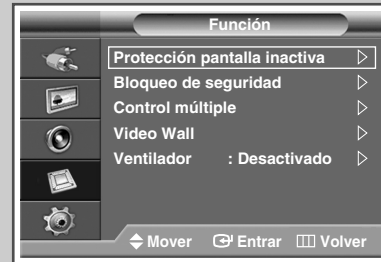 Función
Protección pantalla inactiva
Bloqueo de seguridad
Control múltiple
Video Wall
Ventilador : Desactivado
Mover Entrar Volver